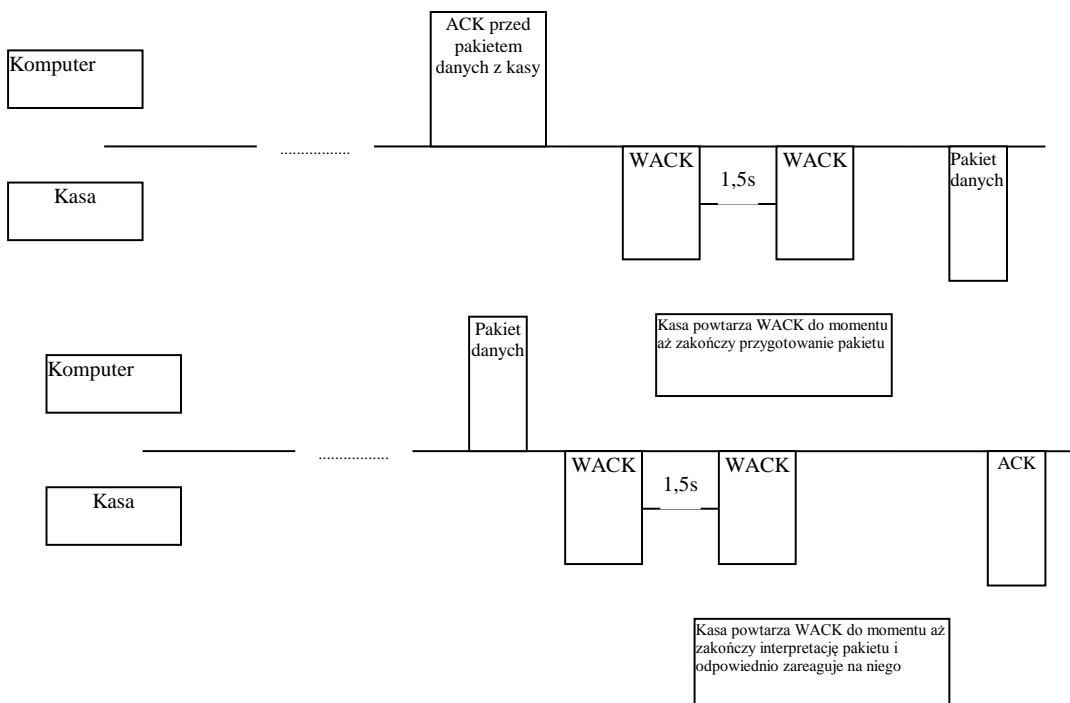 ACK przed
pakietem
danych z kasy
Komputer
..................
WACK
1,5s
WACK
Pakiet
danych
Kasa
Kasa powtarza WACK do momentu
aż zakończy przygotowanie pakietu
Pakiet
danych
Komputer
..................
WACK
1,5s
WACK
ACK
Kasa
Kasa powtarza WACK do momentu aż
zakończy interpretację pakietu i
odpowiednio zareaguje na niego